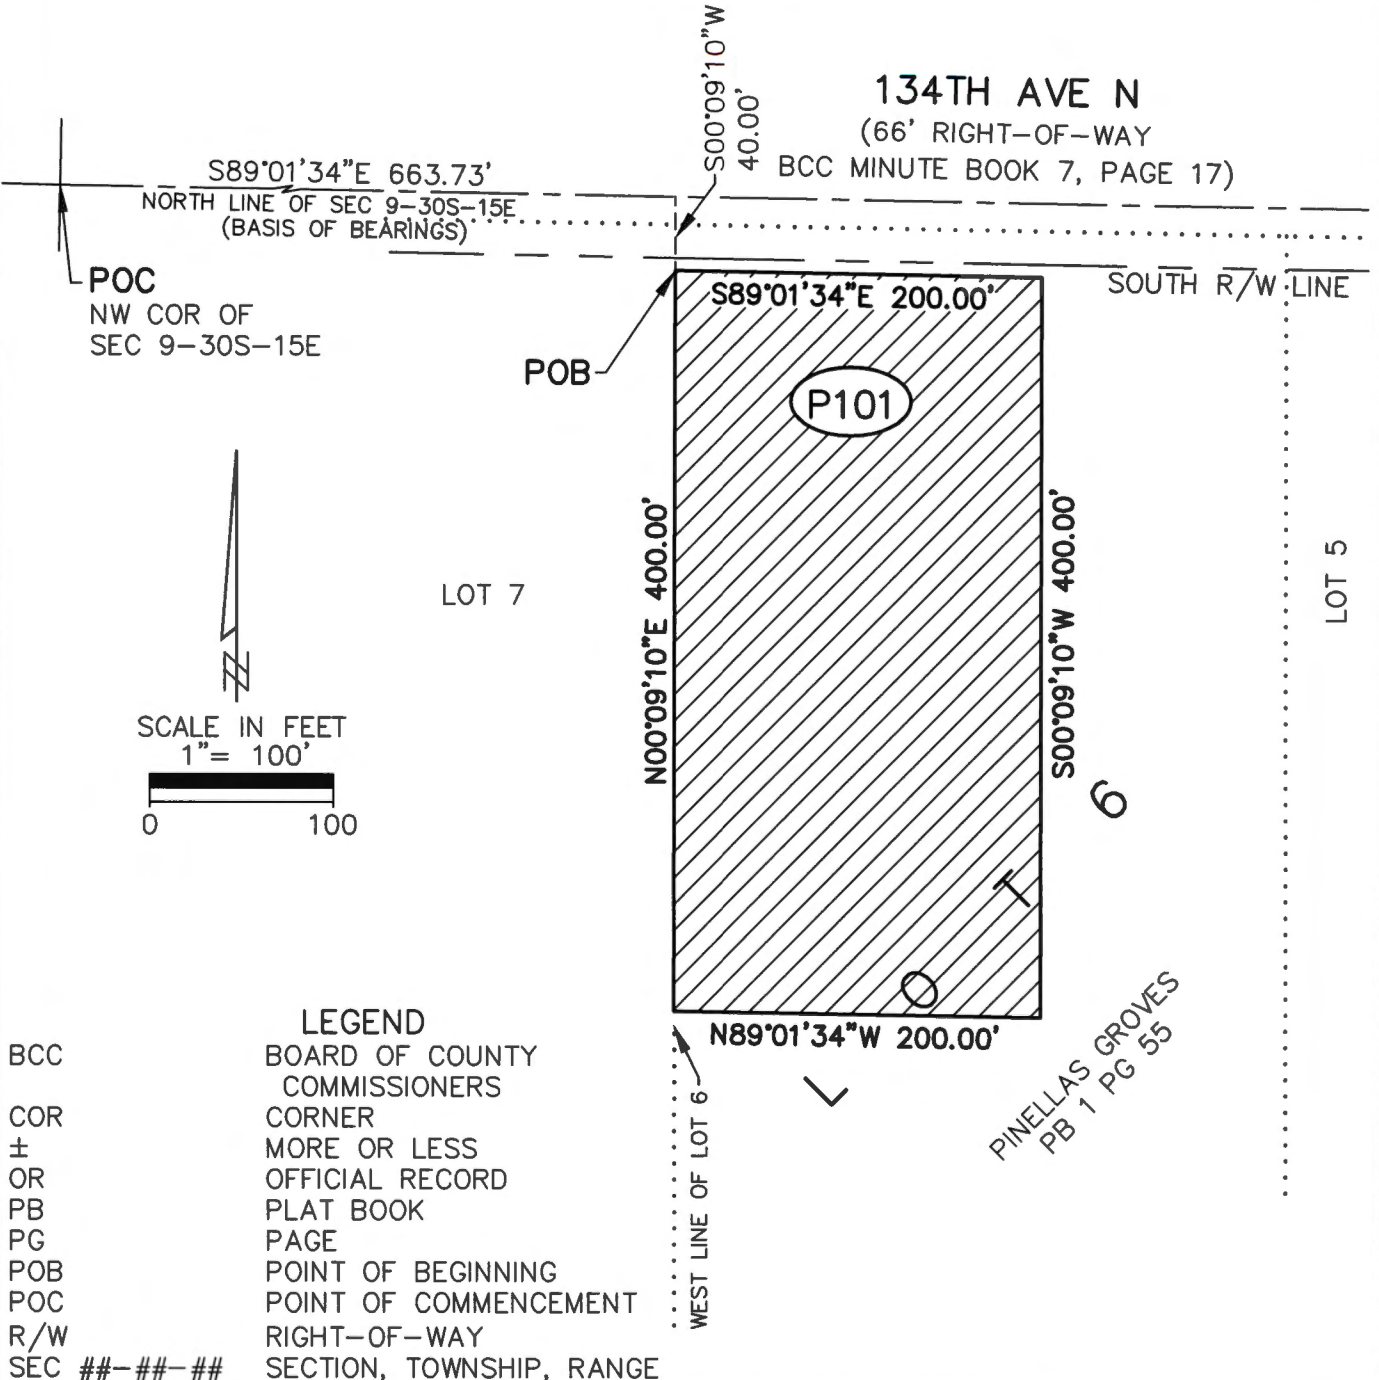 S00°09'10"W
40.00'
134TH AVE N
(66' RIGHT-OF-WAY
BCC MINUTE BOOK 7, PAGE 17)
S89°01'34"E 663.73'
NORTH LINE OF SEC 9-30S-15E
(BASIS OF BEARINGS)
POC
NW COR OF
SEC 9-30S-15E
SOUTH R/W LINE
S89°01'34"E 200.00'
POB
P101
LOT 7
N00°09'10"E 400.00'
S00°09'10"W 400.00'
LOT 5
N
SCALE IN FEET
1"= 100'
0 100
LOT 6
N89°01'34"W 200.00'
PINELLAS GROVES
PB 1 PG 55
WEST LINE OF LOT 6
LEGEND
BCC BOARD OF COUNTY
COMMISSIONERS
COR CORNER
± MORE OR LESS
OR OFFICIAL RECORD
PB PLAT BOOK
PG PAGE
POB POINT OF BEGINNING
POC POINT OF COMMENCEMENT
R/W RIGHT-OF-WAY
SEC ##-##-## SECTION, TOWNSHIP, RANGE